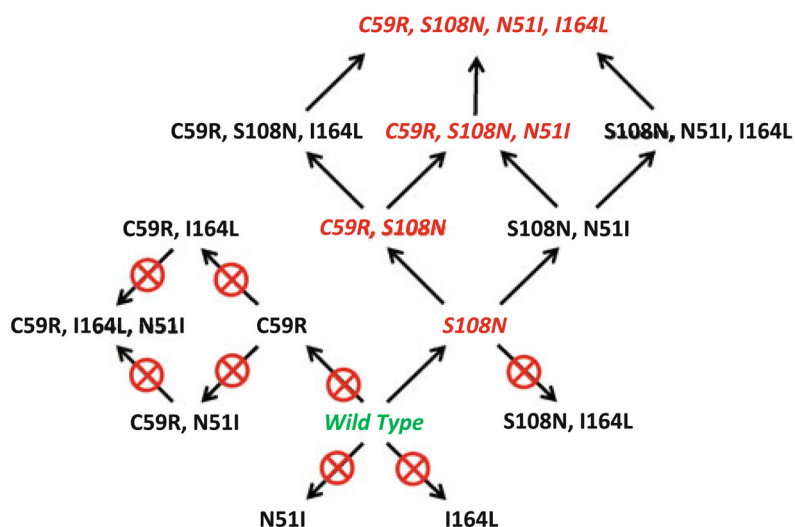 C59R, S108N, N51I, I164L
C59R, S108N, I164L
C59R, S108N, N51I
S108N, N51I, I164L
C59R, I164L
C59R, S108N
S108N, N51I
C59R, I164L, N51I
C59R
S108N
C59R, N51I
Wild Type
S108N, I164L
N51I
I164L